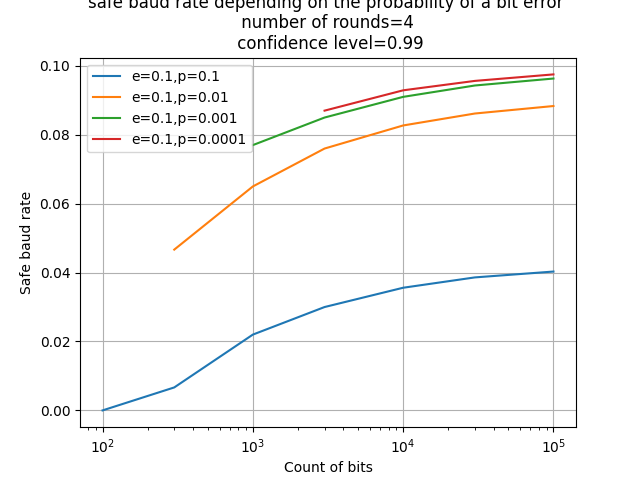 safe baud rate depending on the probability of a bit error
number of rounds=4
confidence level=0.99
0.10
0.08
0.06
0.04
0.02
0.00
Safe baud rate
e=0.1,p=0.1
e=0.1,p=0.01
e=0.1,p=0.001
e=0.1,p=0.0001
10²
10³
10⁴
10⁵
Count of bits